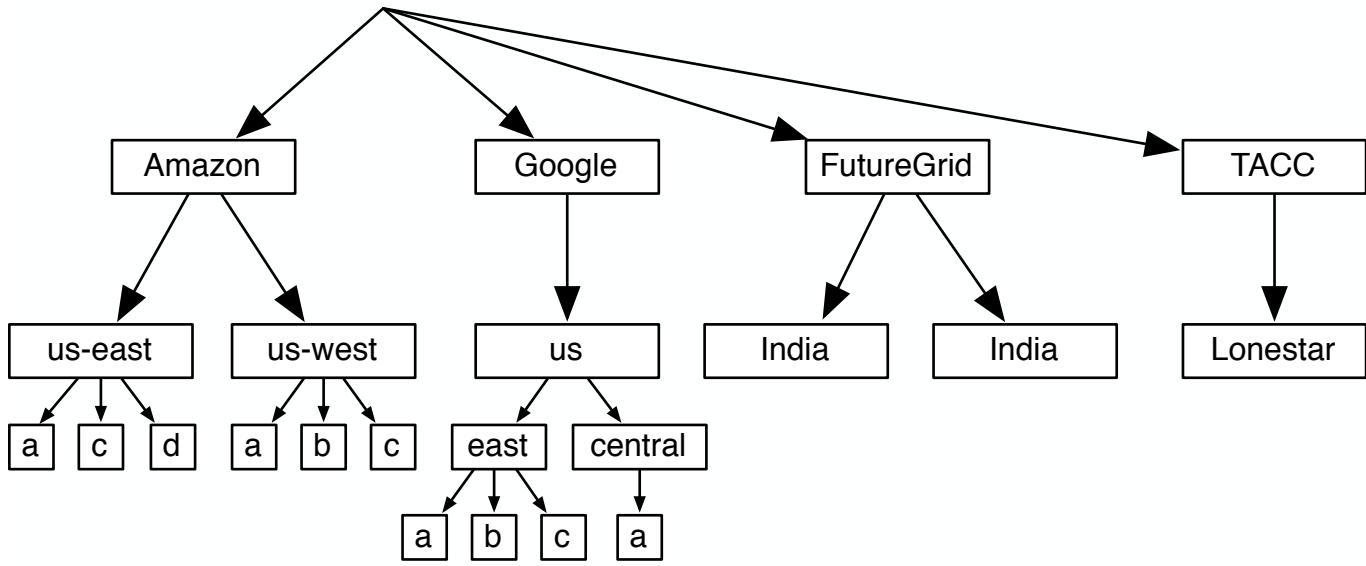 Amazon
Google
FutureGrid
TACC
us-east
us-west
us
India
India
Lonestar
a
c
d
a
b
c
east
central
a
b
c
a